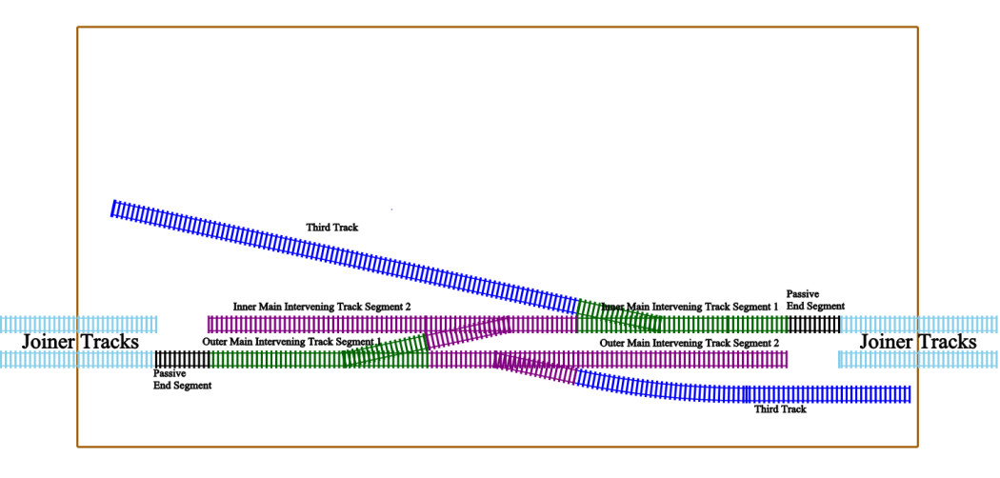 Third Track
Passive
End Segment
Inner Main Intervening Track Segment 2
Inner Main Intervening Track Segment 1
Joiner Tracks
Outer Main Intervening Track Segment 1
Outer Main Intervening Track Segment 2
Joiner Tracks
Passive
End Segment
Third Track